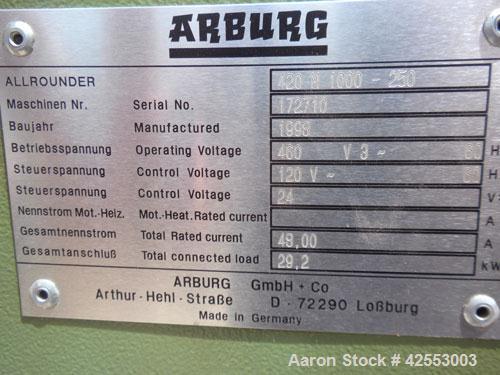 ARBURG
ALLROUNDER 420 M 1000 - 250
Maschinen Nr. Serial No. 172710
Baujahr Manufactured 1998
Betriebsspannung Operating Voltage 460 V 3 ~ 60 H
Steuerspannung Control Voltage 120 V ~ 60 H
Steuerspannung Control Voltage 24 V
Nennstrom Mot.-Heiz. Mot.-Heat. Rated current A
Gesamtnennstrom Total Rated current 49,00 A
Gesamtanschluß Total connected load 29,2 kW
ARBURG GmbH + Co
Arthur - Hehl - Straße D - 72290 Loßburg
Made in Germany
Aaron Stock # 42553003